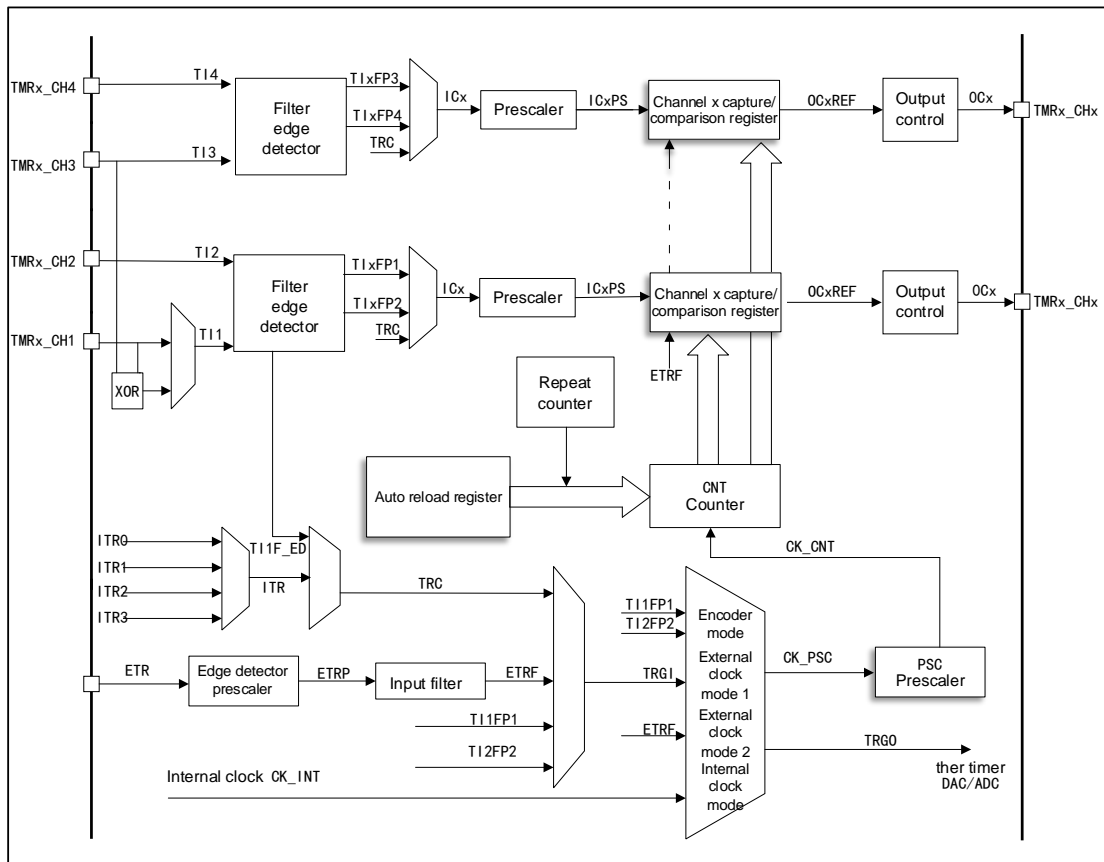 TMRx_CH4
TI4
Filter
edge
detector
TIxFP3
TIxFP4
TRC
ICx
Prescaler
ICxPS
Channel x capture/
comparison register
OCxREF
Output
control
OCx
TMRx_CHx
TMRx_CH3
TI3
TMRx_CH2
TI2
Filter
edge
detector
TIxFP1
TIxFP2
TRC
ICx
Prescaler
ICxPS
Channel x capture/
comparison register
OCxREF
Output
control
OCx
TMRx_CHx
TMRx_CH1
TI1
XOR
ETRF
Repeat
counter
Auto reload register
CNT
Counter
CK_CNT
ITR0
ITR1
ITR2
ITR3
ITR
TI1F_ED
TRC
ETR
Edge detector
prescaler
ETRP
Input filter
ETRF
TI1FP1
TI2FP2
TRGI
TI1FP1
TI2FP2
ETRF
Encoder
mode
External
clock
mode 1
External
clock
mode 2
Internal
clock
mode
CK_PSC
PSC
Prescaler
TRGO
ther timer
DAC/ADC
Internal clock CK_INT